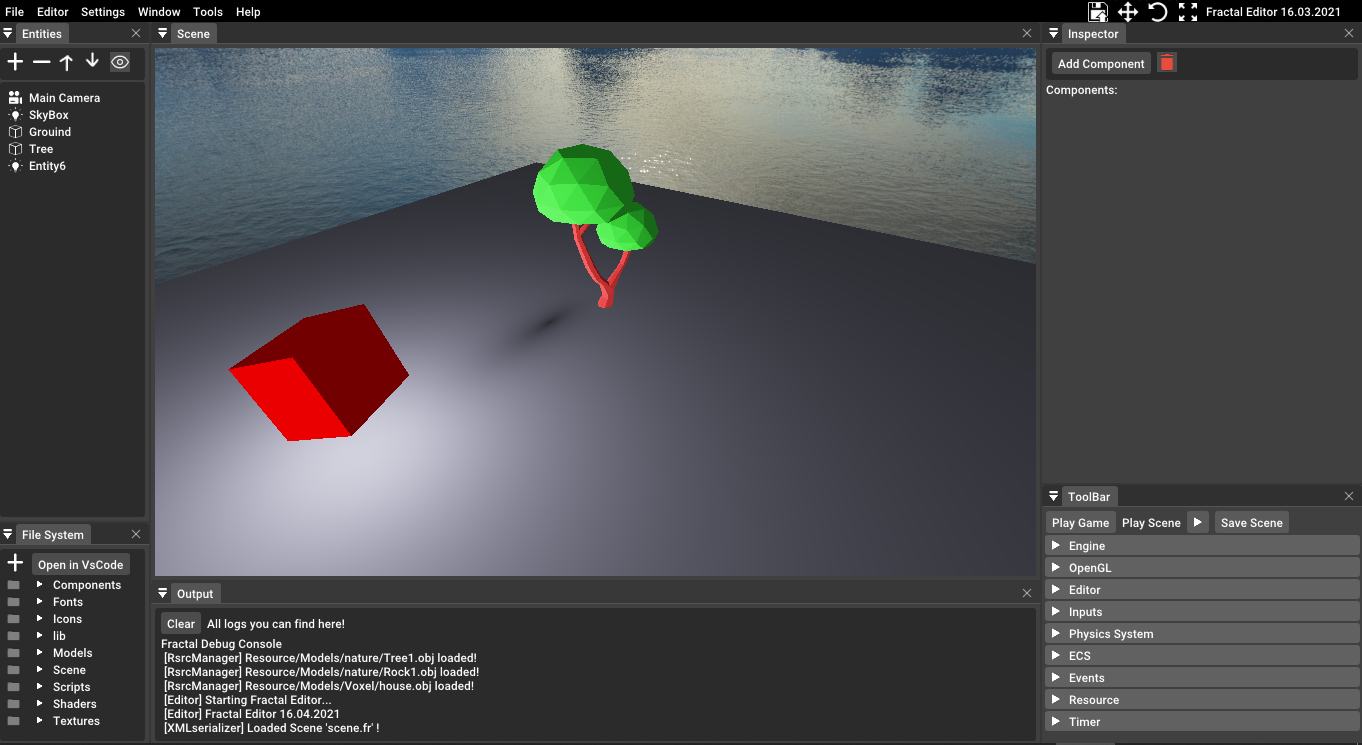 File Editor Settings Window Tools Help
Fractal Editor 16.03.2021
Entities
Main Camera
SkyBox
Ground
Tree
Entity6
File System
Open in VsCode
Components
Fonts
Icons
lib
Models
Scene
Scripts
Shaders
Textures
Scene
Output
Clear All logs you can find here!
Fractal Debug Console
[RsrcManager] Resource/Models/nature/Tree1.obj loaded!
[RsrcManager] Resource/Models/nature/Rock1.obj loaded!
[RsrcManager] Resource/Models/Voxel/house.obj loaded!
[Editor] Starting Fractal Editor...
[Editor] Fractal Editor 16.04.2021
[XMLserializer] Loaded Scene 'scene.fr' !
Inspector
Add Component
Components:
ToolBar
Play Game Play Scene Save Scene
Engine
OpenGL
Editor
Inputs
Physics System
ECS
Events
Resource
Timer